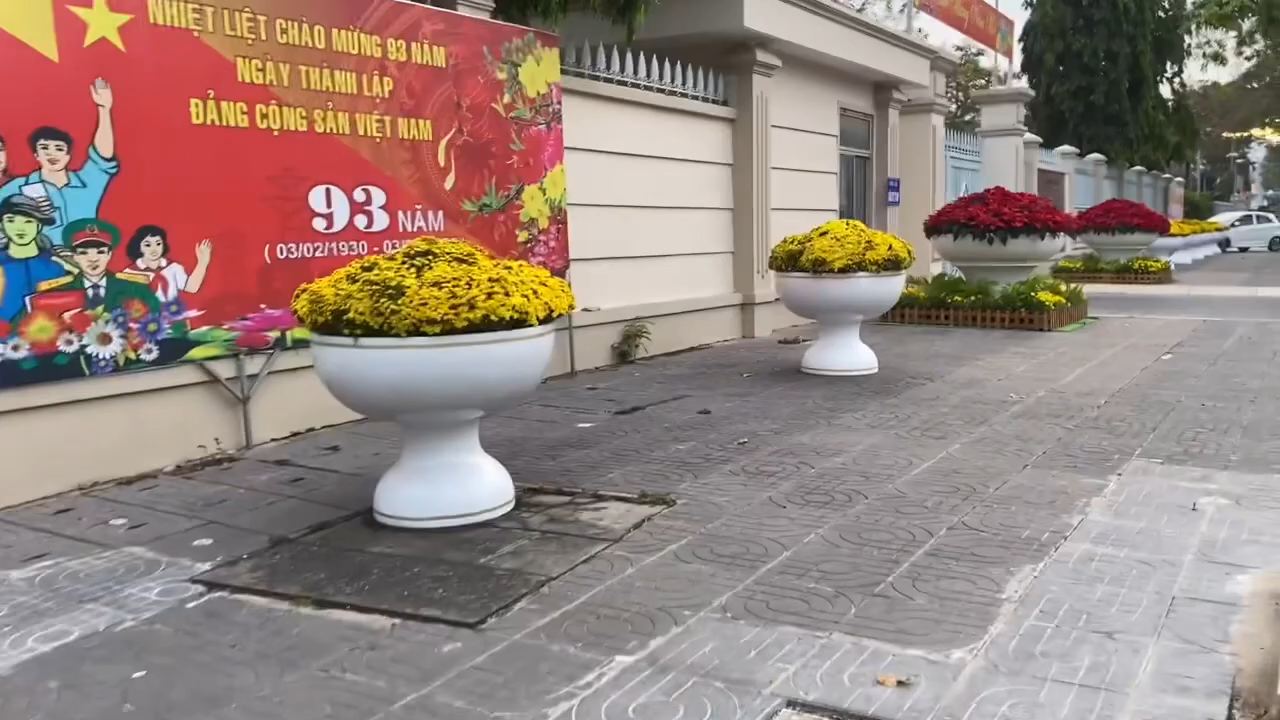 NHIỆT LIỆT CHÀO MỪNG 93 NĂM
NGÀY THÀNH LẬP
ĐẢNG CỘNG SẢN VIỆT NAM
93 NĂM
( 03/02/1930 - 03/